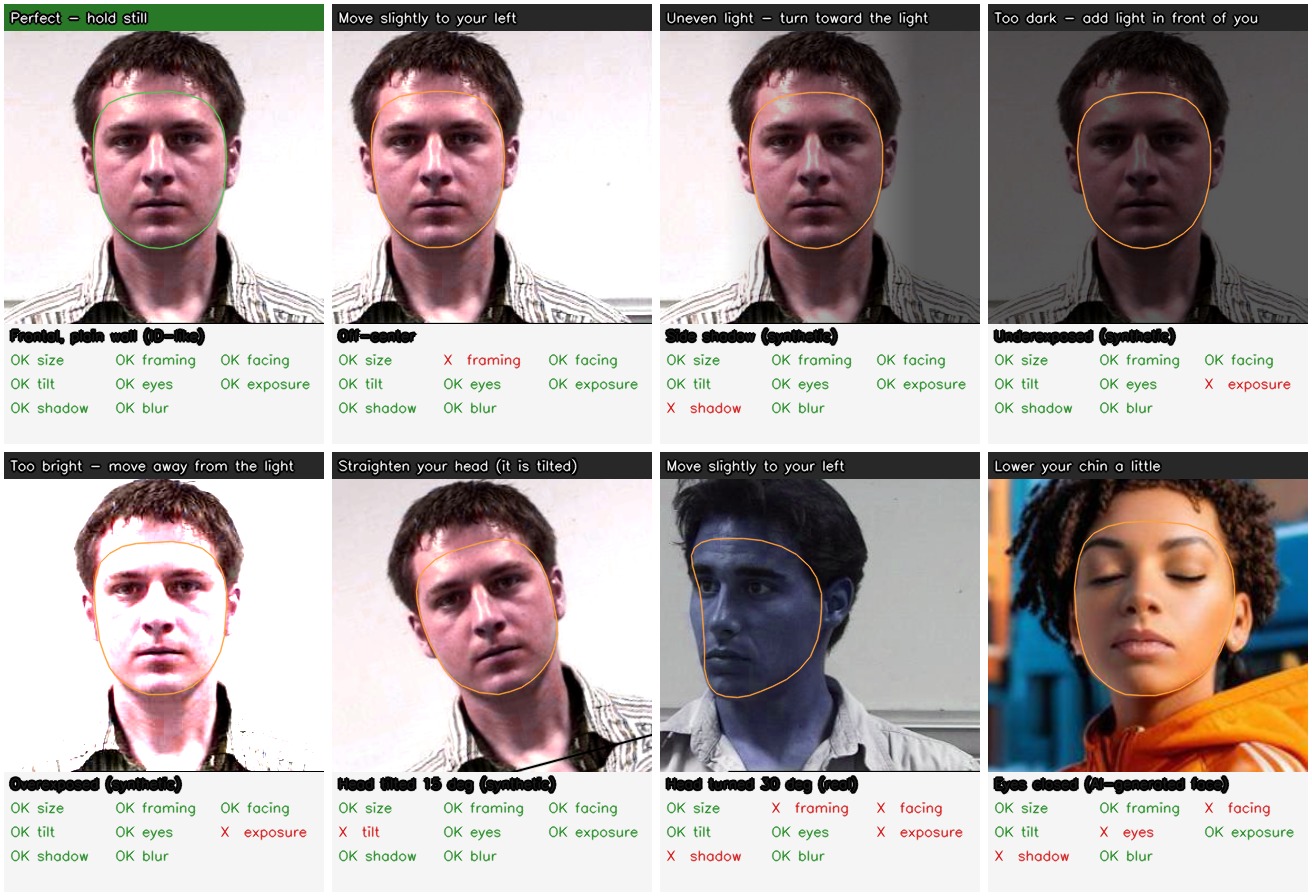 Perfect – hold still
Move slightly to your left
Uneven light – turn toward the light
Too dark – add light in front of you
Frontal, plain wall (ID-like)
Off-center
Side shadow (synthetic)
Underexposed (synthetic)
OK size OK framing OK facing
OK tilt OK eyes OK exposure
OK shadow OK blur
OK size X framing OK facing
OK tilt OK eyes OK exposure
OK shadow OK blur
OK size OK framing OK facing
OK tilt OK eyes OK exposure
X shadow OK blur
OK size OK framing OK facing
OK tilt OK eyes X exposure
OK shadow OK blur
Too bright – move away from the light
Straighten your head (it is tilted)
Move slightly to your left
Lower your chin a little
Overexposed (synthetic)
Head tilted 15 deg (synthetic)
Head turned 30 deg (real)
Eyes closed (AI-generated face)
OK size OK framing OK facing
OK tilt OK eyes X exposure
OK shadow OK blur
OK size OK framing OK facing
X tilt OK eyes OK exposure
OK shadow OK blur
OK size X framing X facing
OK tilt OK eyes X exposure
X shadow OK blur
OK size OK framing X facing
OK tilt X eyes OK exposure
X shadow OK blur